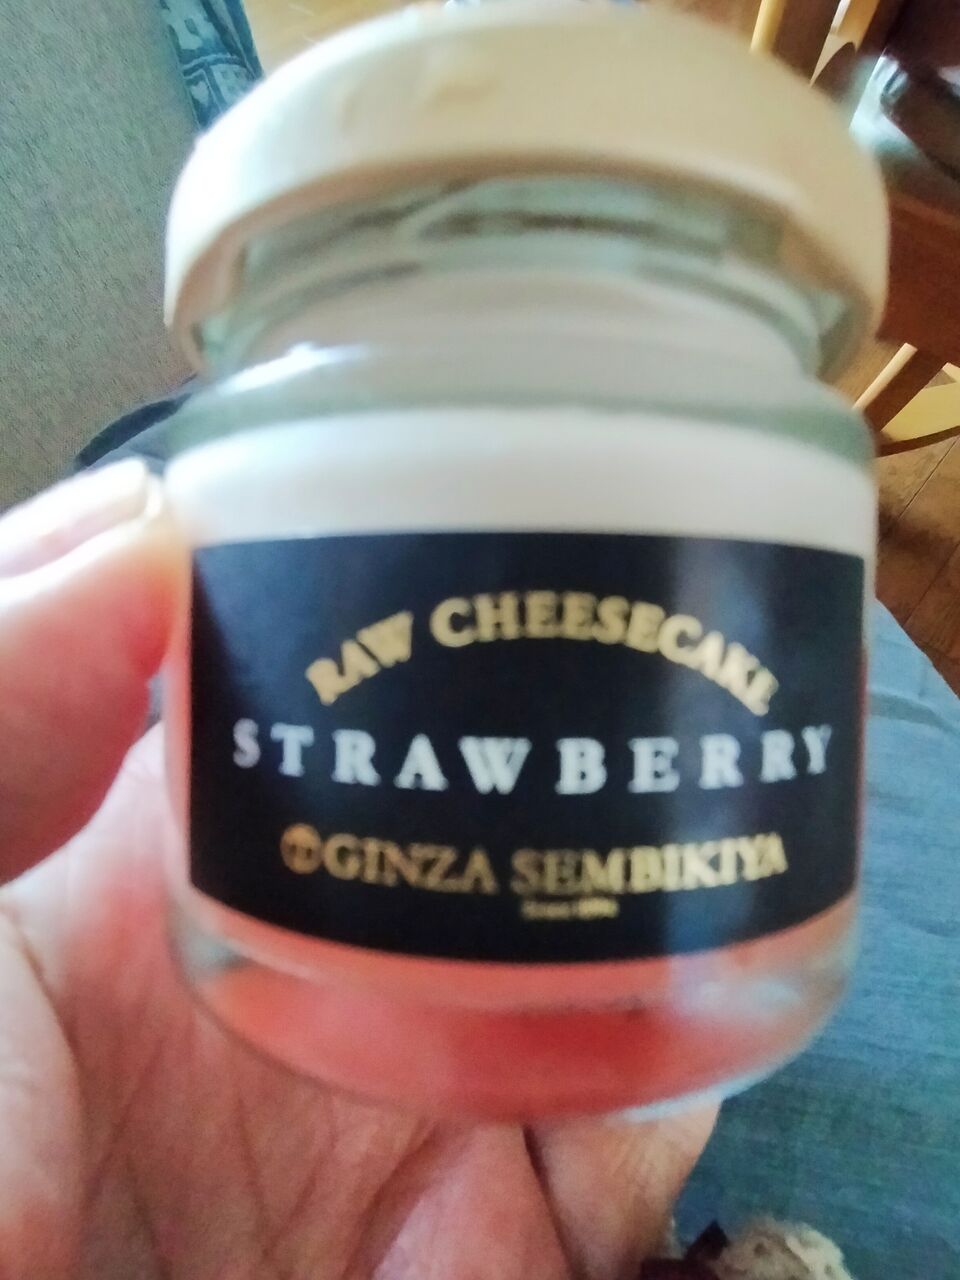 RAW CHEESECAKE
STRAWBERRY
GINZA SEMBIKIYA